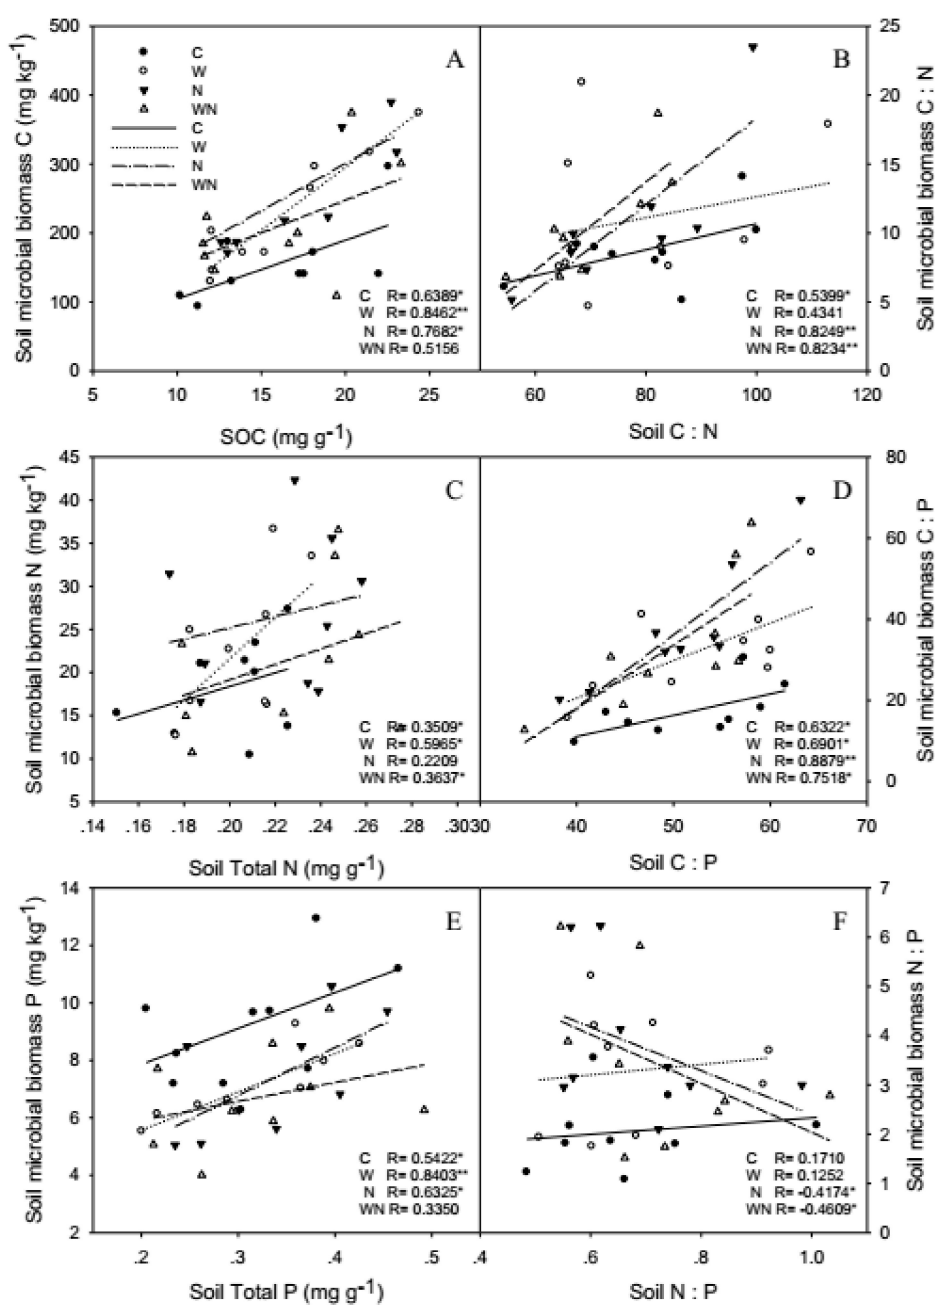 Soil microbial biomass C (mg kg-1)
500
400
300
200
100
0
C
W
N
WN
C
W
N
WN
A
C R= 0.6389*
W R= 0.8462**
N R= 0.7682*
WN R= 0.5156
5 10 15 20 25
SOC (mg g-1)
B
C R= 0.5399*
W R= 0.4341
N R= 0.8249**
WN R= 0.8234**
25
20
15
10
5
0
Soil microbial biomass C : N
60 80 100 120
Soil C : N
Soil microbial biomass N (mg kg-1)
45
40
35
30
25
20
15
10
5
C
C R= 0.3509*
W R= 0.5965*
N R= 0.2209
WN R= 0.3637*
.14 .16 .18 .20 .22 .24 .26 .28 .30
Soil Total N (mg g-1)
D
C R= 0.6322*
W R= 0.6901*
N R= 0.8879**
WN R= 0.7518*
80
60
40
20
0
Soil microbial biomass C : P
30 40 50 60 70
Soil C : P
Soil microbial biomass P (mg kg-1)
14
12
10
8
6
4
2
E
C R= 0.5422*
W R= 0.8403**
N R= 0.6325*
WN R= 0.3350
.2 .3 .4 .5
Soil Total P (mg g-1)
F
C R= 0.1710
W R= 0.1252
N R= -0.4174*
WN R= -0.4609*
7
6
5
4
3
2
1
0
Soil microbial biomass N : P
.4 .6 .8 1.0
Soil N : P